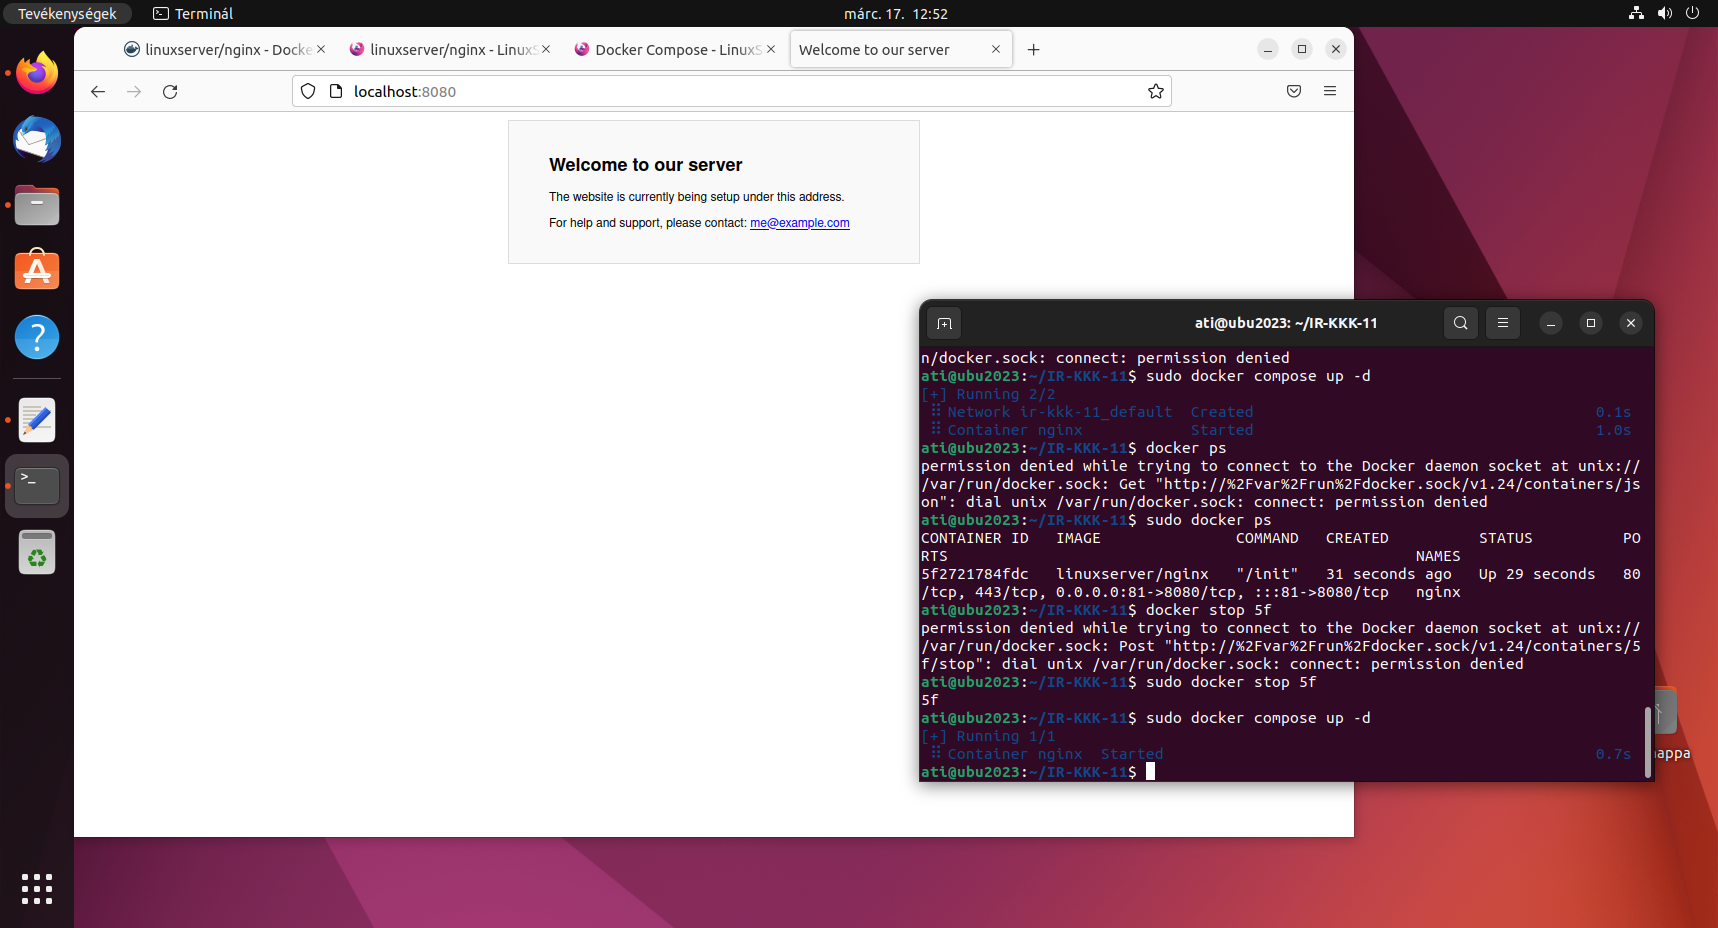 Tevékenységek
Terminál
márc. 17. 12:52
linuxserver/nginx - Docke
linuxserver/nginx - LinuxS
Docker Compose - LinuxS
Welcome to our server
localhost:8080
Welcome to our server
The website is currently being setup under this address.
For help and support, please contact: me@example.com
ati@ubu2023: ~/IR-KKK-11
n/docker.sock: connect: permission denied
ati@ubu2023:~/IR-KKK-11$ sudo docker compose up -d
[+] Running 2/2
⠿ Network ir-kkk-11_default  Created 0.1s
⠿ Container nginx            Started 1.0s
ati@ubu2023:~/IR-KKK-11$ docker ps
permission denied while trying to connect to the Docker daemon socket at unix://
/var/run/docker.sock: Get "http://%2Fvar%2Frun%2Fdocker.sock/v1.24/containers/js
on": dial unix /var/run/docker.sock: connect: permission denied
ati@ubu2023:~/IR-KKK-11$ sudo docker ps
CONTAINER ID   IMAGE               COMMAND   CREATED          STATUS          PO
RTS                                                    NAMES
5f2721784fdc   linuxserver/nginx   "/init"   31 seconds ago   Up 29 seconds   80
/tcp, 443/tcp, 0.0.0.0:81->8080/tcp, :::81->8080/tcp   nginx
ati@ubu2023:~/IR-KKK-11$ docker stop 5f
permission denied while trying to connect to the Docker daemon socket at unix://
/var/run/docker.sock: Post "http://%2Fvar%2Frun%2Fdocker.sock/v1.24/containers/5
f/stop": dial unix /var/run/docker.sock: connect: permission denied
ati@ubu2023:~/IR-KKK-11$ sudo docker stop 5f
5f
ati@ubu2023:~/IR-KKK-11$ sudo docker compose up -d
[+] Running 1/1
⠿ Container nginx  Started 0.7s
ati@ubu2023:~/IR-KKK-11$
appa